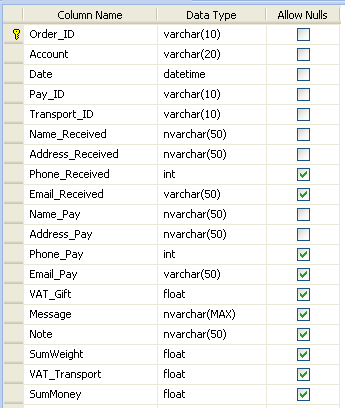 Column Name Data Type Allow Nulls
Order_ID varchar(10)
Account varchar(20)
Date datetime
Pay_ID varchar(10)
Transport_ID varchar(10)
Name_Received nvarchar(50)
Address_Received nvarchar(50)
Phone_Received int
Email_Received varchar(50)
Name_Pay nvarchar(50)
Address_Pay nvarchar(50)
Phone_Pay int
Email_Pay varchar(50)
VAT_Gift float
Message nvarchar(MAX)
Note nvarchar(50)
SumWeight float
VAT_Transport float
SumMoney float